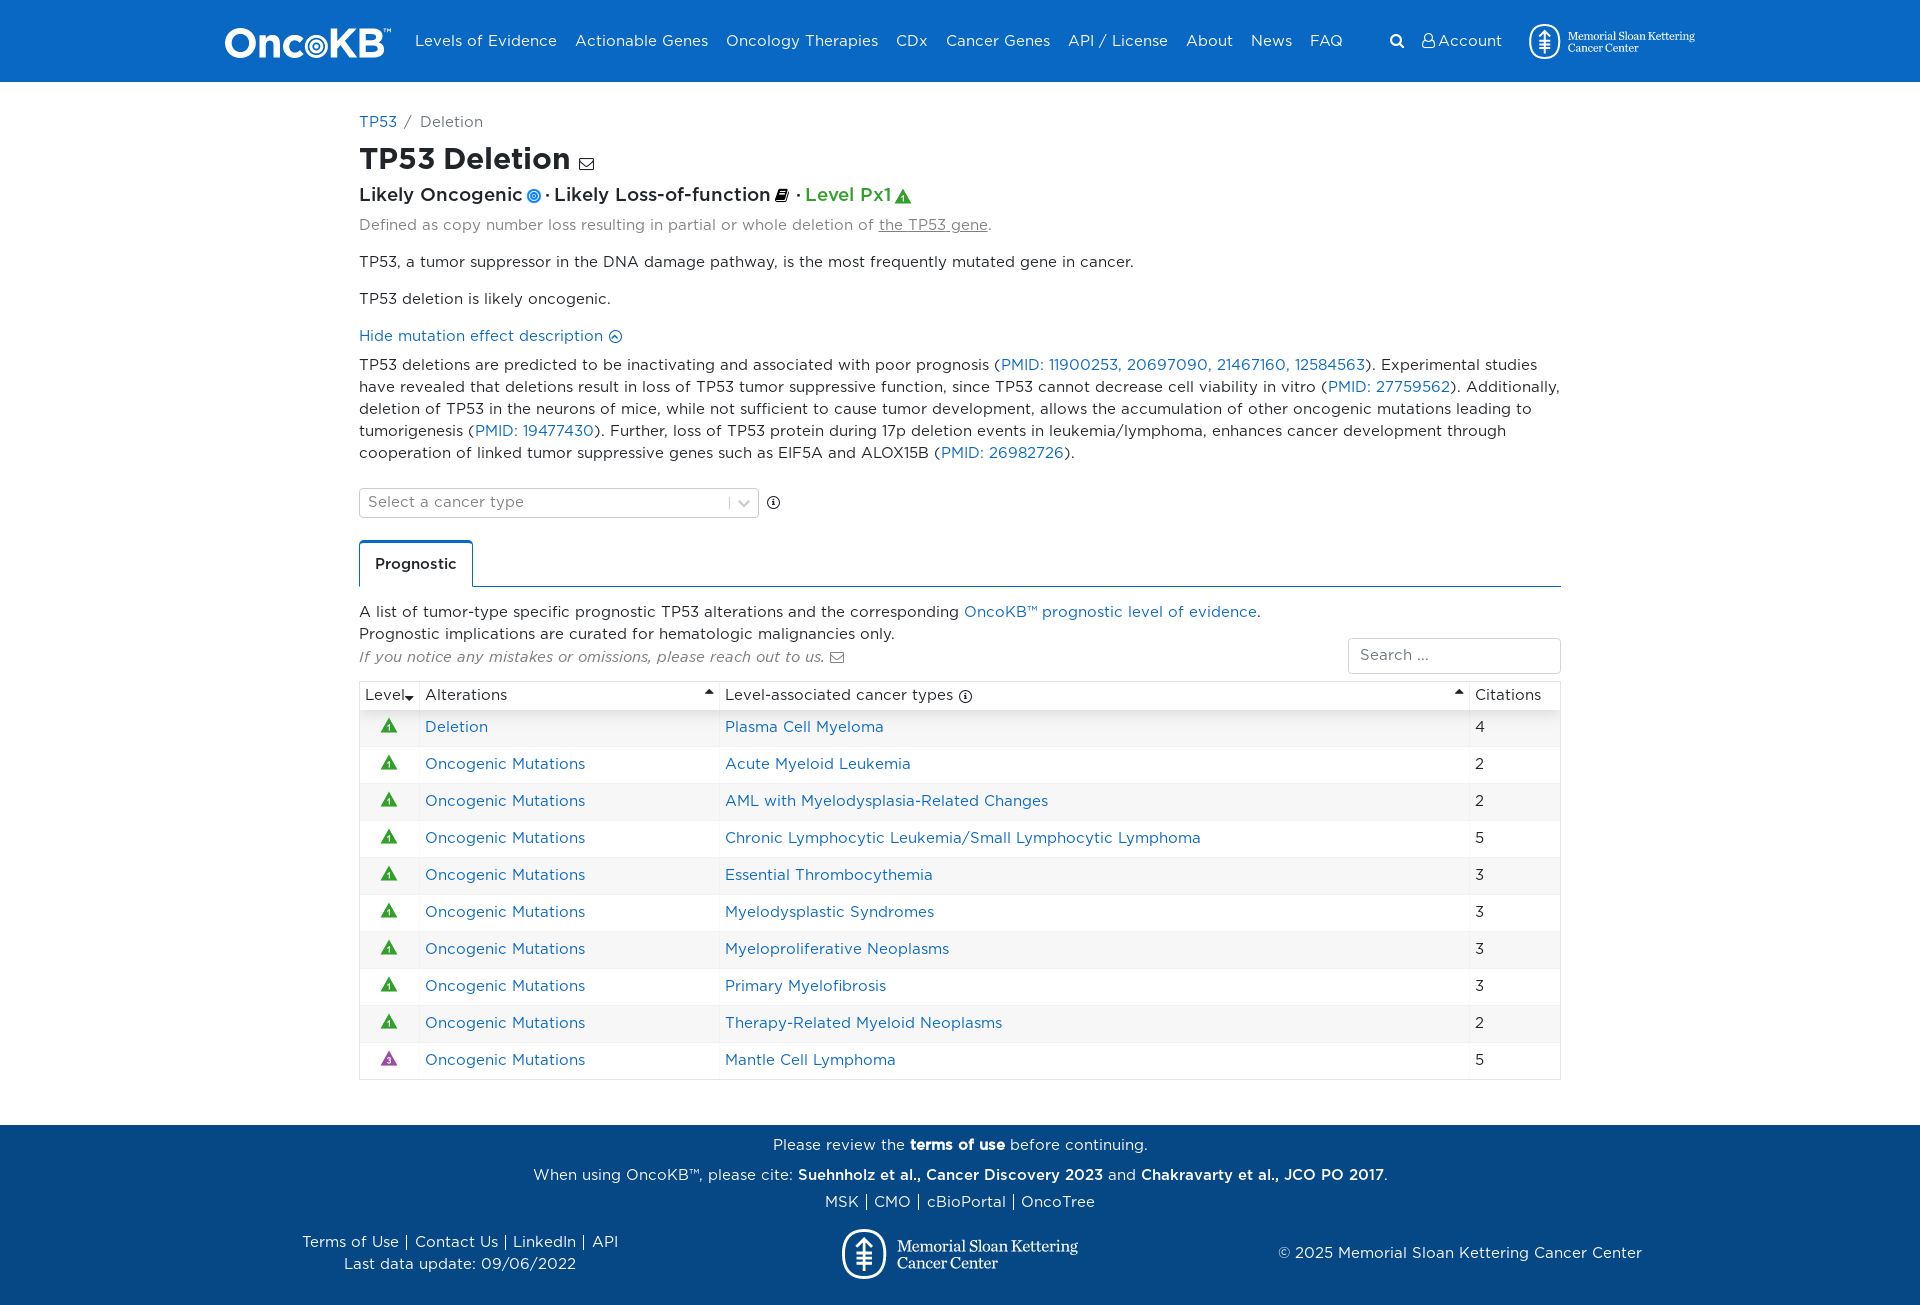 OncoKB™ Levels of Evidence Actionable Genes Oncology Therapies CDx Cancer Genes API / License About News FAQ Account Memorial Sloan Kettering
Cancer Center
TP53 / Deletion
TP53 Deletion
Likely Oncogenic · Likely Loss-of-function · Level Px1 1
Defined as copy number loss resulting in partial or whole deletion of the TP53 gene.
TP53, a tumor suppressor in the DNA damage pathway, is the most frequently mutated gene in cancer.
TP53 deletion is likely oncogenic.
Hide mutation effect description
TP53 deletions are predicted to be inactivating and associated with poor prognosis (PMID: 11900253, 20697090, 21467160, 12584563). Experimental studies
have revealed that deletions result in loss of TP53 tumor suppressive function, since TP53 cannot decrease cell viability in vitro (PMID: 27759562). Additionally,
deletion of TP53 in the neurons of mice, while not sufficient to cause tumor development, allows the accumulation of other oncogenic mutations leading to
tumorigenesis (PMID: 19477430). Further, loss of TP53 protein during 17p deletion events in leukemia/lymphoma, enhances cancer development through
cooperation of linked tumor suppressive genes such as EIF5A and ALOX15B (PMID: 26982726).
Select a cancer type
Prognostic
A list of tumor-type specific prognostic TP53 alterations and the corresponding OncoKB™ prognostic level of evidence.
Prognostic implications are curated for hematologic malignancies only.
If you notice any mistakes or omissions, please reach out to us.
Search ...
Level Alterations Level-associated cancer types Citations
1 Deletion Plasma Cell Myeloma 4
1 Oncogenic Mutations Acute Myeloid Leukemia 2
1 Oncogenic Mutations AML with Myelodysplasia-Related Changes 2
1 Oncogenic Mutations Chronic Lymphocytic Leukemia/Small Lymphocytic Lymphoma 5
1 Oncogenic Mutations Essential Thrombocythemia 3
1 Oncogenic Mutations Myelodysplastic Syndromes 3
1 Oncogenic Mutations Myeloproliferative Neoplasms 3
1 Oncogenic Mutations Primary Myelofibrosis 3
1 Oncogenic Mutations Therapy-Related Myeloid Neoplasms 2
3 Oncogenic Mutations Mantle Cell Lymphoma 5
Please review the terms of use before continuing.
When using OncoKB™, please cite: Suehnholz et al., Cancer Discovery 2023 and Chakravarty et al., JCO PO 2017.
MSK | CMO | cBioPortal | OncoTree
Terms of Use | Contact Us | LinkedIn | API
Last data update: 09/06/2022
Memorial Sloan Kettering
Cancer Center
© 2025 Memorial Sloan Kettering Cancer Center